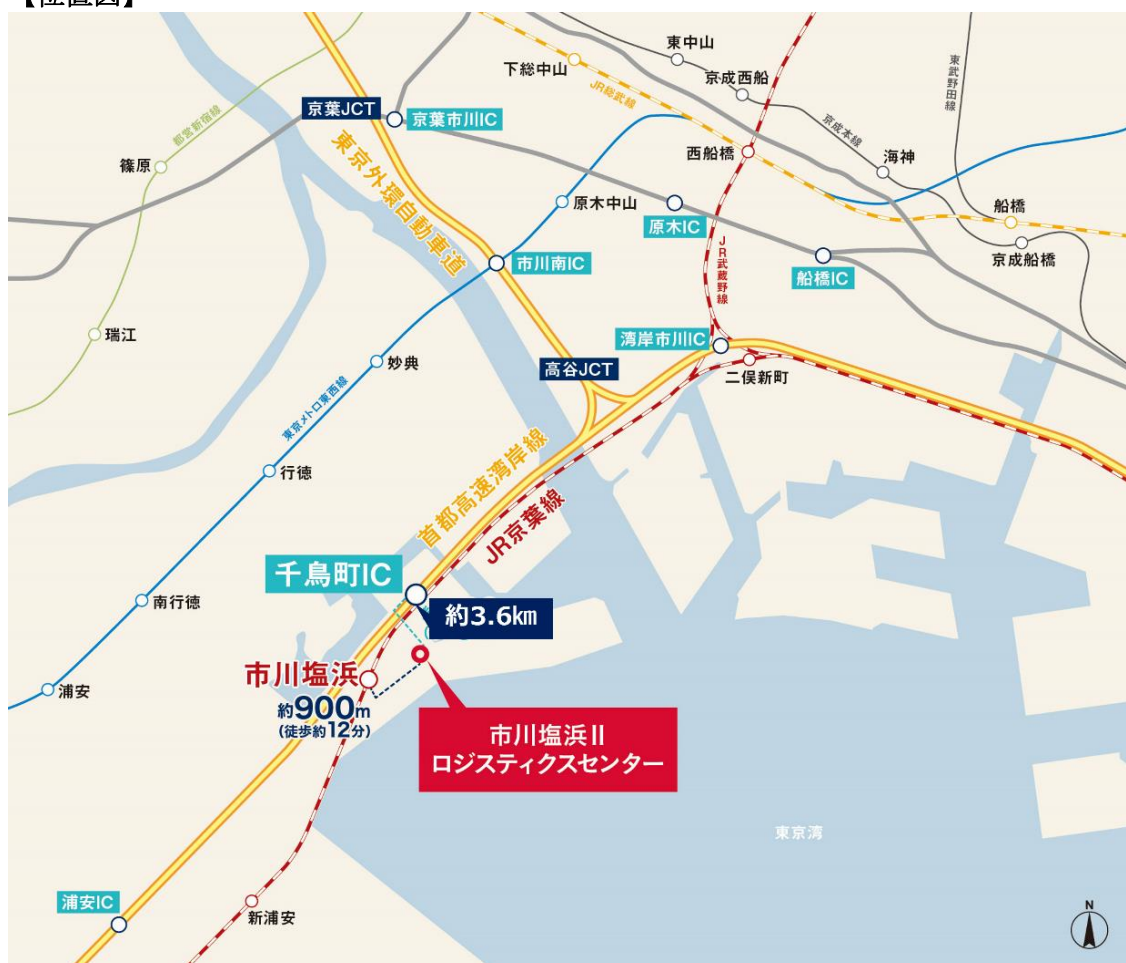 【位置図】
東中山
下総中山
京成西船
東武野田線
JR総武線
京葉JCT
京葉市川IC
都営新宿線
京成本線
東京外環自動車道
西船橋
海神
篠原
原木中山
原木IC
船橋
JR武蔵野線
京成船橋
市川南IC
船橋IC
瑞江
湾岸市川IC
妙典
高谷JCT
二俣新町
東京メトロ東西線
首都高速湾岸線
行徳
JR京葉線
千鳥町IC
南行徳
約3.6㎞
市川塩浜
浦安
約900m
(徒歩約12分)
市川塩浜Ⅱ
ロジスティクスセンター
東京湾
浦安IC
新浦安
N